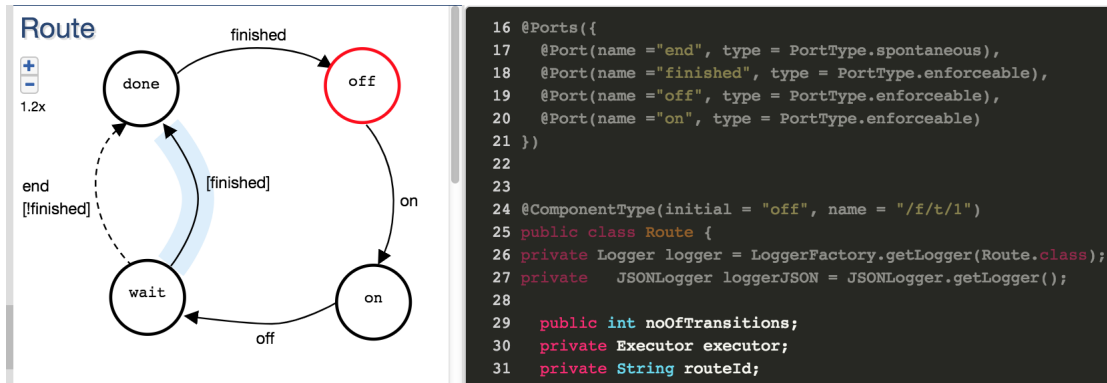 Route
+
−
1.2x
finished
done
off
end
[!finished]
[finished]
on
wait
on
off
16 @Ports({
17   @Port(name ="end", type = PortType.spontaneous),
18   @Port(name ="finished", type = PortType.enforceable),
19   @Port(name ="off", type = PortType.enforceable),
20   @Port(name ="on", type = PortType.enforceable)
21 })
22
23
24 @ComponentType(initial = "off", name = "/f/t/1")
25 public class Route {
26 private Logger logger = LoggerFactory.getLogger(Route.class);
27 private   JSONLogger loggerJSON = JSONLogger.getLogger();
28
29   public int noOfTransitions;
30   private Executor executor;
31   private String routeId;